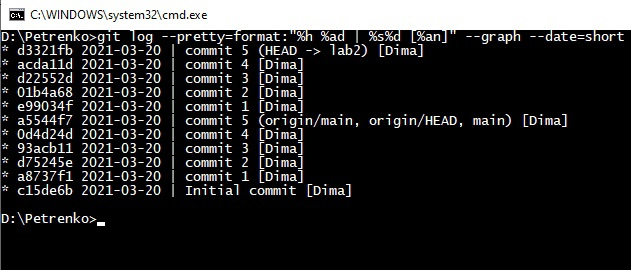 C:\WINDOWS\system32\cmd.exe
D:\Petrenko>git log --pretty=format:"%h %ad | %s%d [%an]" --graph --date=short
* d3321fb 2021-03-20 | commit 5 (HEAD -> lab2) [Dima]
* acda11d 2021-03-20 | commit 4 [Dima]
* d22552d 2021-03-20 | commit 3 [Dima]
* 01b4a68 2021-03-20 | commit 2 [Dima]
* e99034f 2021-03-20 | commit 1 [Dima]
* a5544f7 2021-03-20 | commit 5 (origin/main, origin/HEAD, main) [Dima]
* 0d4d24d 2021-03-20 | commit 4 [Dima]
* 93acb11 2021-03-20 | commit 3 [Dima]
* d75245e 2021-03-20 | commit 2 [Dima]
* a8737f1 2021-03-20 | commit 1 [Dima]
* c15de6b 2021-03-20 | Initial commit [Dima]
D:\Petrenko>